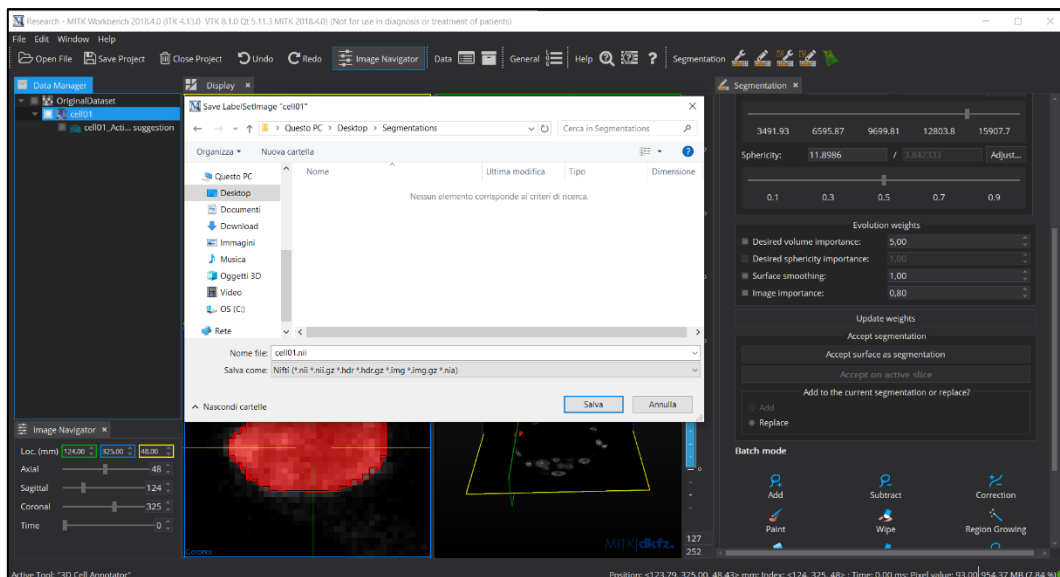 Research - MITK Workbench 2018.4.0 (ITK 4.13.0 VTK 8.1.0 Qt 5.11.3 MITK 2018.4.0) (Not for use in diagnosis or treatment of patients)
File Edit Window Help
Open File Save Project Close Project Undo Redo Image Navigator Data General Help Segmentation
Data Manager
OriginalDataset
cell01
cell01_Acti... suggestion
Display
Save LabelSetImage "cell01"
Questo PC > Desktop > Segmentations
Cerca in Segmentations
Organizza
Nuova cartella
Questo PC
Desktop
Documenti
Download
Immagini
Musica
Oggetti 3D
Video
OS (C:)
Rete
Nome Ultima modifica Tipo Dimensione
Nessun elemento corrisponde ai criteri di ricerca.
Nome file: cell01.nii
Salva come: Nifti (*.nii *.nii.gz *.hdr *.hdr.gz *.img *.img.gz *.nia)
Nascondi cartelle
Salva
Annulla
Segmentation
3491.93 6595.87 9699.81 12803.8 15907.7
Sphericity: 11.8986 / 3.842333 Adjust...
0.1 0.3 0.5 0.7 0.9
Evolution weights
Desired volume importance: 5,00
Desired sphericity importance: 1,00
Surface smoothing: 1,00
Image importance: 0,80
Update weights
Accept segmentation
Accept surface as segmentation
Accept on active slice
Add to the current segmentation or replace?
Add
Replace
Batch mode
Add Subtract Correction
Paint Wipe Region Growing
Image Navigator
Loc. (mm) 124,00 325,00 48,00
Axial 48
Sagittal 124
Coronal 325
Time 0
Coronal
MITK dkfz.
127
252
Active Tool: "3D Cell Annotator"
Position: <123.79, 325.00, 48.43> mm; Index: <124, 325, 48> ; Time: 0.00 ms; Pixel value: 93.00 954.37 MB (7.84 %)